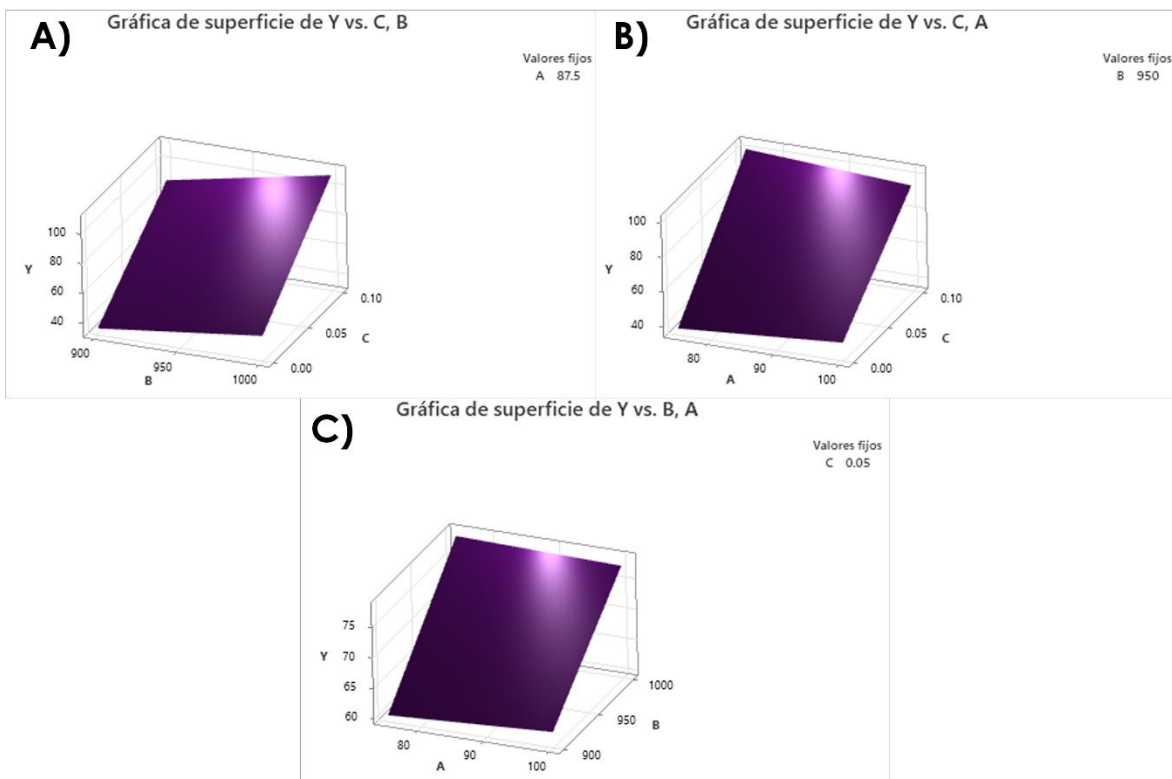 A)
Gráfica de superficie de Y vs. C, B
Valores fijos
A 87.5
100
80
Y
60
40
900
950
1000
B
0.00
0.05
0.10
C
B)
Gráfica de superficie de Y vs. C, A
Valores fijos
B 950
100
80
Y
60
40
80
90
100
A
0.00
0.05
0.10
C
C)
Gráfica de superficie de Y vs. B, A
Valores fijos
C 0.05
75
Y
70
65
60
80
90
100
A
900
950
1000
B